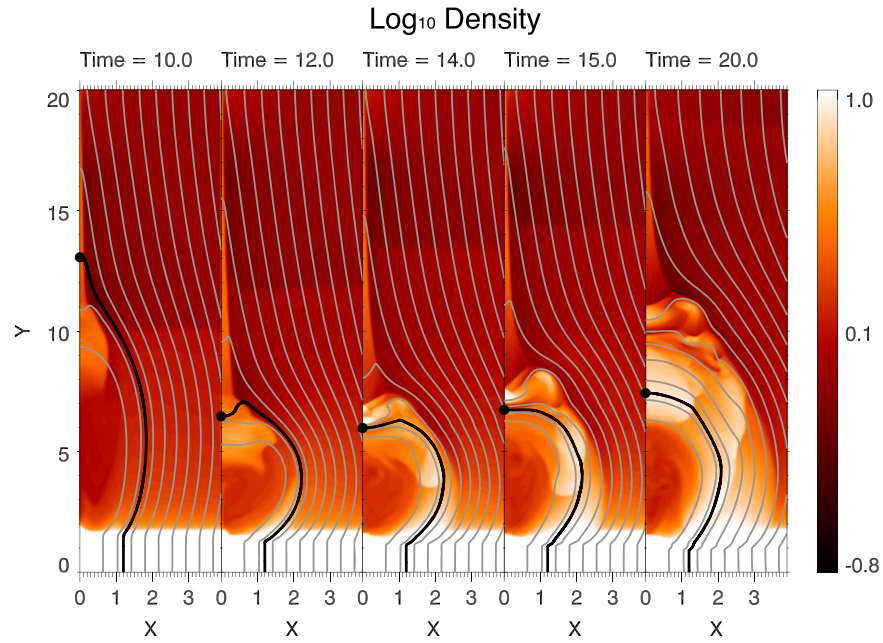 Log₁₀ Density
Time = 10.0 Time = 12.0 Time = 14.0 Time = 15.0 Time = 20.0
20
15
10
5
0
Y
0 1 2 3 0 1 2 3 0 1 2 3 0 1 2 3 0 1 2 3
X X X X X
1.0
0.1
-0.8